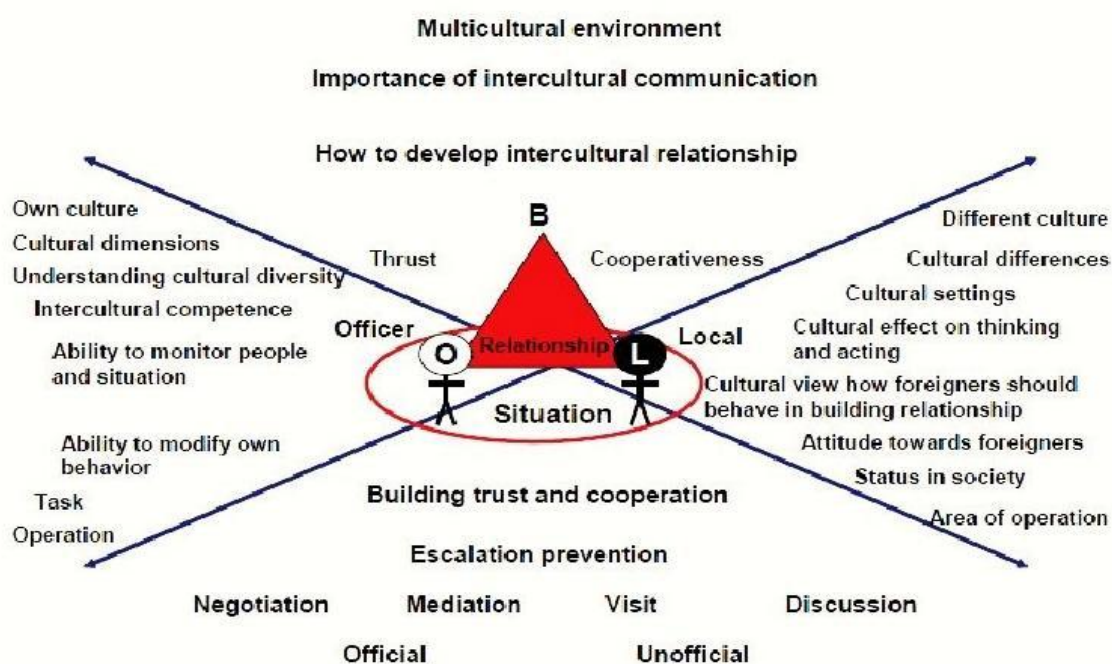 Multicultural environment
Importance of intercultural communication
How to develop intercultural relationship
Own culture
Cultural dimensions
Understanding cultural diversity
Intercultural competence
Ability to monitor people
and situation
Ability to modify own
behavior
Task
Operation
B
Thrust
Cooperativeness
Officer
Local
O
Relationship
L
Situation
Different culture
Cultural differences
Cultural settings
Cultural effect on thinking
and acting
Cultural view how foreigners should
behave in building relationship
Attitude towards foreigners
Status in society
Area of operation
Building trust and cooperation
Escalation prevention
Negotiation Mediation Visit Discussion
Official Unofficial